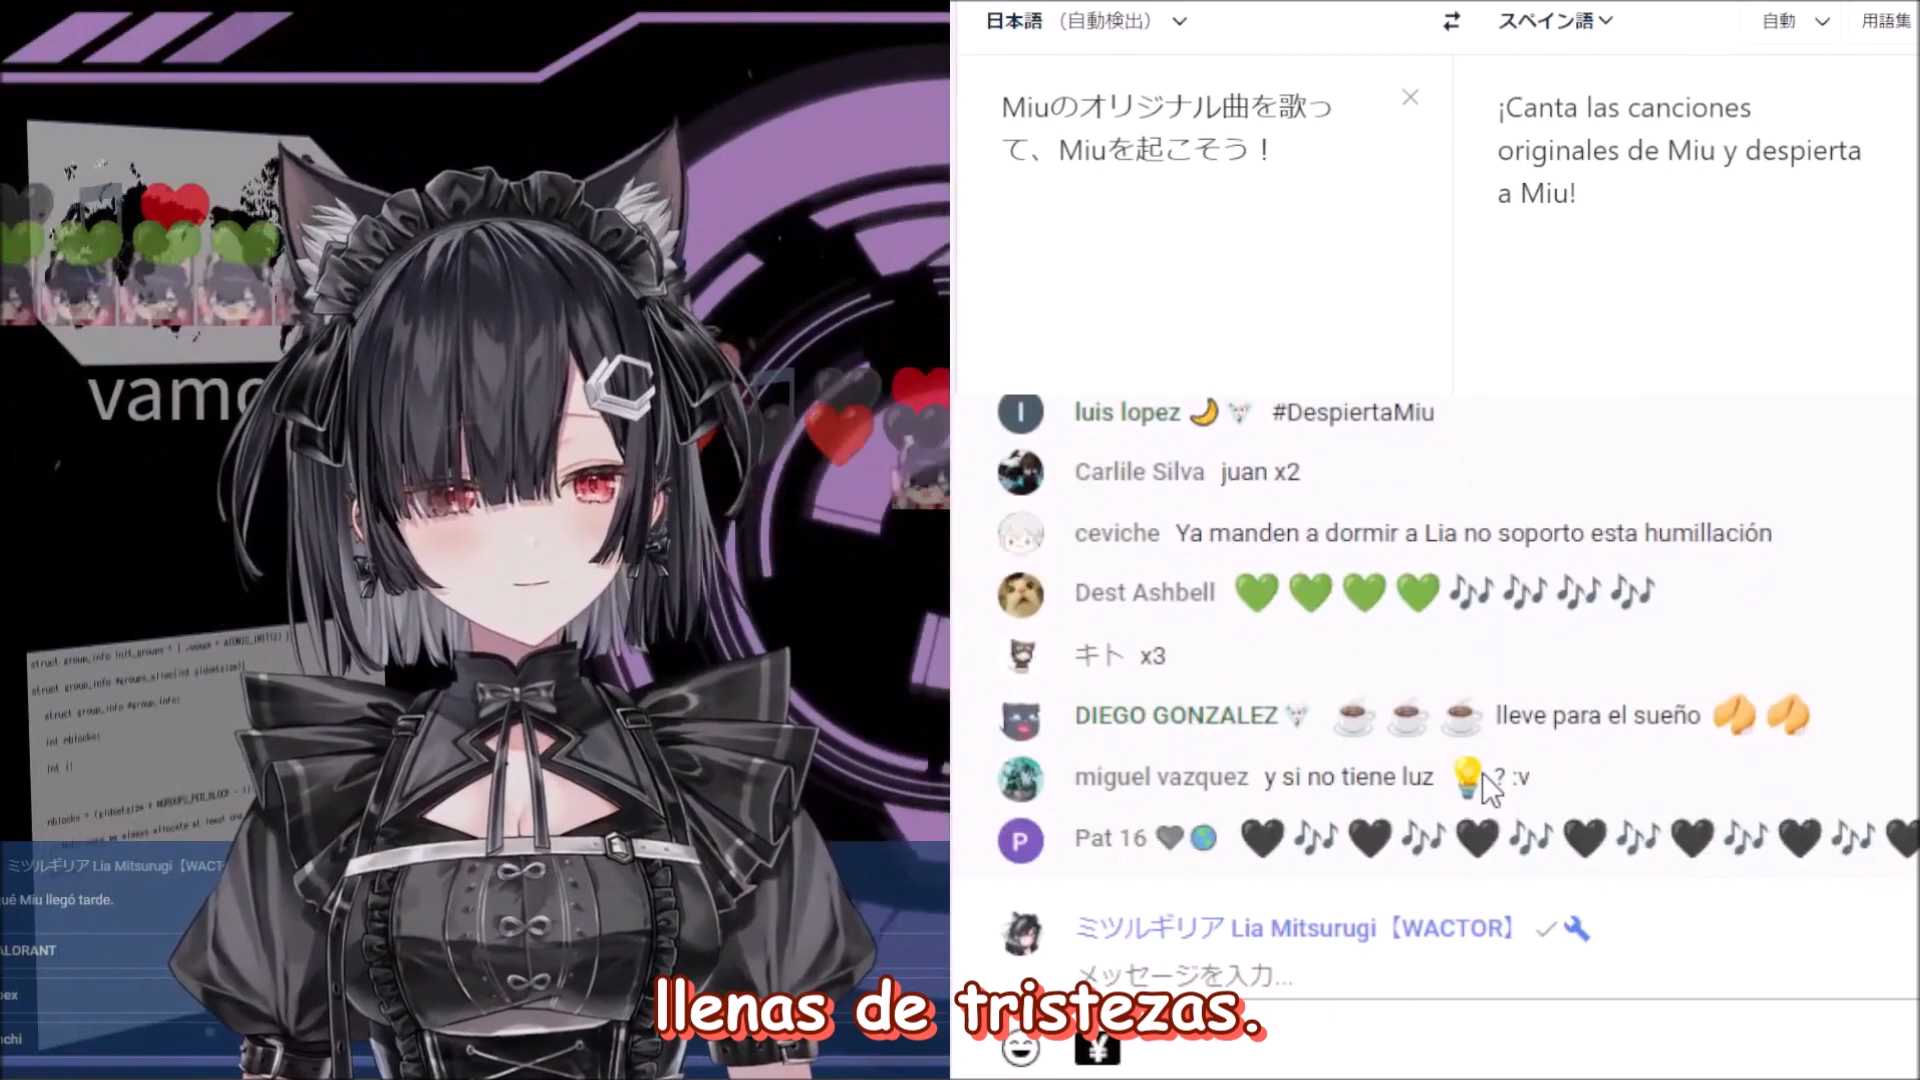 日本語 （自動検出）
スペイン語
自動
用語集
Miuのオリジナル曲を歌っ
て、Miuを起こそう！
¡Canta las canciones
originales de Miu y despierta
a Miu!
luis lopez #DespiertaMiu
Carlile Silva juan x2
ceviche Ya manden a dormir a Lia no soporto esta humillación
Dest Ashbell
キト x3
DIEGO GONZALEZ lleve para el sueño
miguel vazquez y si no tiene luz ? :v
P Pat 16
ミツルギリア Lia Mitsurugi【WACTOR】
メッセージを入力...
vamo
int nblocks;
int i;
ミツルギリア Lia Mitsurugi【WACT
ué Miu llegó tarde.
ALORANT
pex
nchi
llenas de tristezas.